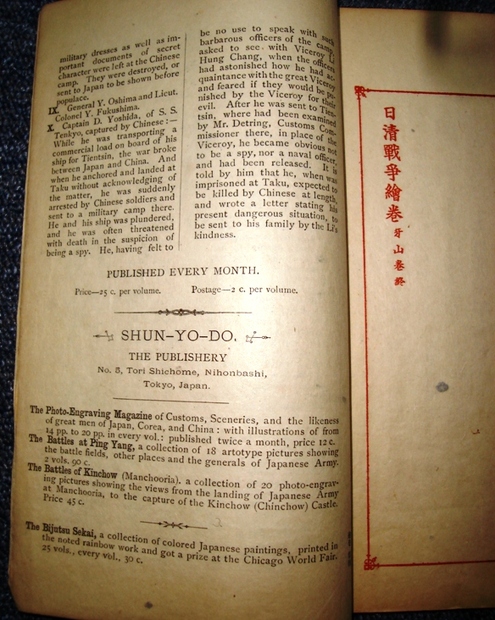 military dresses as well as im-
portant documents of secret
character were left at the Chinese
camp. They were destroyed, or
sent to Japan to be shown before
populace.
IX. General Y. Oshima and Lieut.
Colonel Y. Fukushima.
X. Captain D. Yoshida, of S. S.
Tenkyo, captured by Chinese:—
While he was transporting a
commercial load on board of his
ship for Tientsin, the war broke
between Japan and China. And
when he anchored and landed at
Taku without acknowledging of
the matter, he was suddenly
arrested by Chinese soldiers and
sent to a military camp there.
He and his ship was plundered,
and he was often threatened
with death in the suspicion of
being a spy. He, having felt to
be no use to speak with such
barbarous officers of the camp,
asked to see with Viceroy Li
Hung Chang, when the officers
had astonished how he had ac-
quaintance with the great Viceroy
and feared if they would be pu-
nished by the Viceroy for their
evil. After he was sent to Tien-
tsin, where had been examined
by Mr. Detring, Customs Com-
missioner there, in place of the
Viceroy, he became obvious not
to be a spy, nor a naval officer,
and had been released. It is
told by him that he, when was
imprisoned at Taku, expected to
be killed by Chinese at length,
and wrote a letter stating his
present dangerous situation, to
be sent to his family by the Li's
kindness.
PUBLISHED EVERY MONTH.
Price—25 c. per volume. Postage—2 c. per volume.
SHUN-YO-DO.
THE PUBLISHERY
No. 5, Tori Shichome, Nihonbashi,
Tokyo, Japan.
The Photo-Engraving Magazine of Customs, Sceneries, and the likeness
of great men of Japan, Corea, and China: with illustrations of from
14 pp. to 20 pp. in every vol.: published twice a month, price 12 c.
The Battles at Ping Yang, a collection of 18 artotype pictures showing
the battle fields, other places and the generals of Japanese Army.
2 vols. 90 c.
The Battles of Kinchow (Manchooria), a collection of 20 photo-engrav-
ing pictures showing the views from the landing of Japanese Army
at Manchooria, to the capture of the Kinchow (Chinchow) Castle.
Price 45 c.
The Bijutsu Sekai, a collection of colored Japanese paintings, printed in
the noted rainbow work and got a prize at the Chicago World Fair.
25 vols., every vol., 30 c.
日清戰爭繪卷 牙山卷終